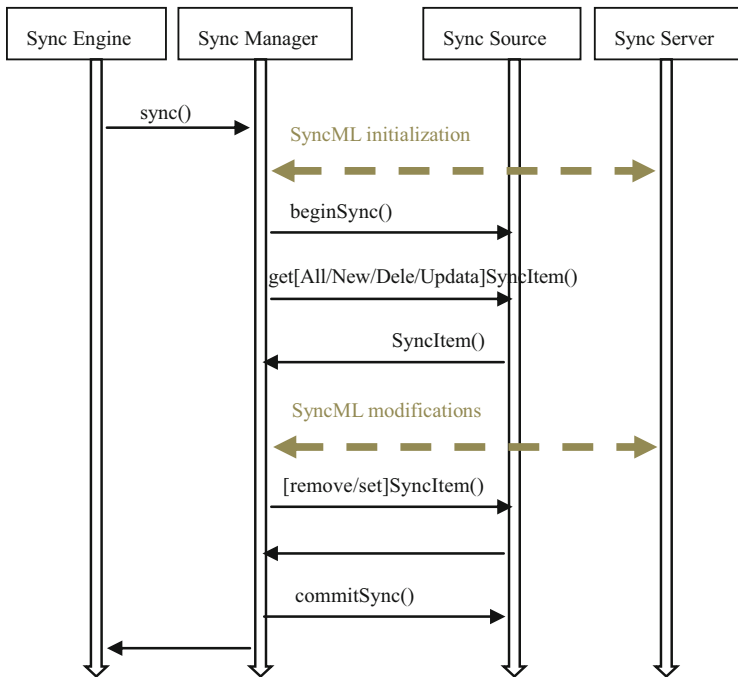 Sync Engine
Sync Manager
Sync Source
Sync Server
sync()
SyncML initialization
beginSync()
get[All/New/Dele/Updata]SyncItem()
SyncItem()
SyncML modifications
[remove/set]SyncItem()
commitSync()